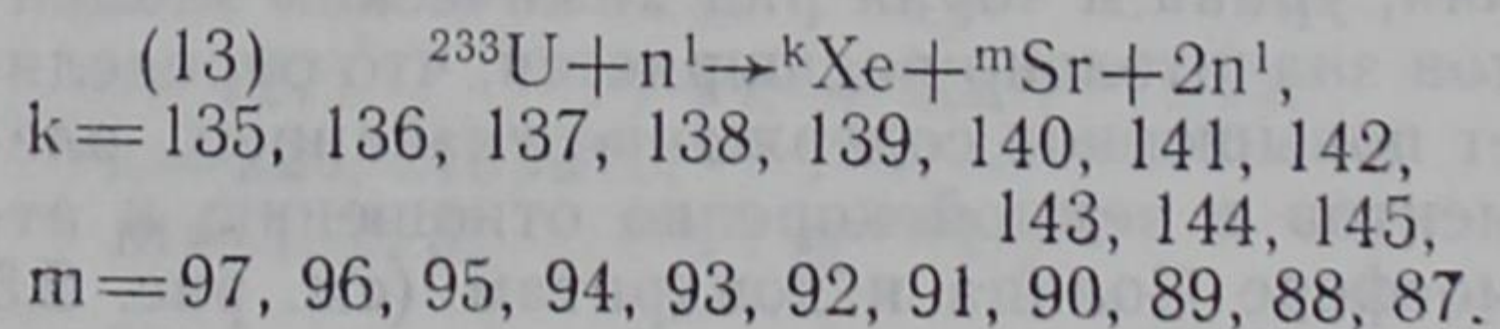 (13) ²³³U+n¹→ᵏXe+ᵐSr+2n¹,
k=135, 136, 137, 138, 139, 140, 141, 142,
143, 144, 145,
m=97, 96, 95, 94, 93, 92, 91, 90, 89, 88, 87.